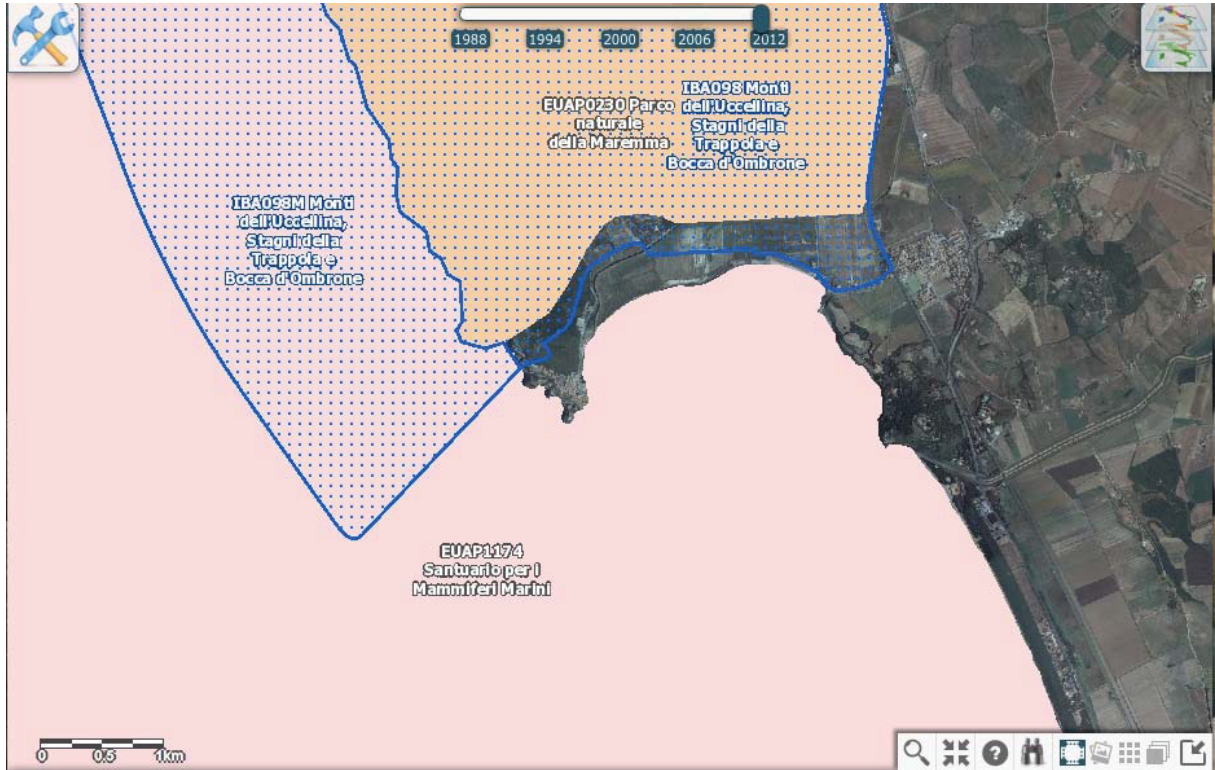 1988 1994 2000 2006 2012
EUAP0230 Parco
naturale
della Maremma
IBA098 Monti
dell'Uccellina,
Stagni della
Trappola e
Bocca d'Ombrone
IBA098M Monti
dell'Uccellina,
Stagni della
Trappola e
Bocca d'Ombrone
EUAP1174
Santuario per i
Mammiferi Marini
0 0.5 1km
?